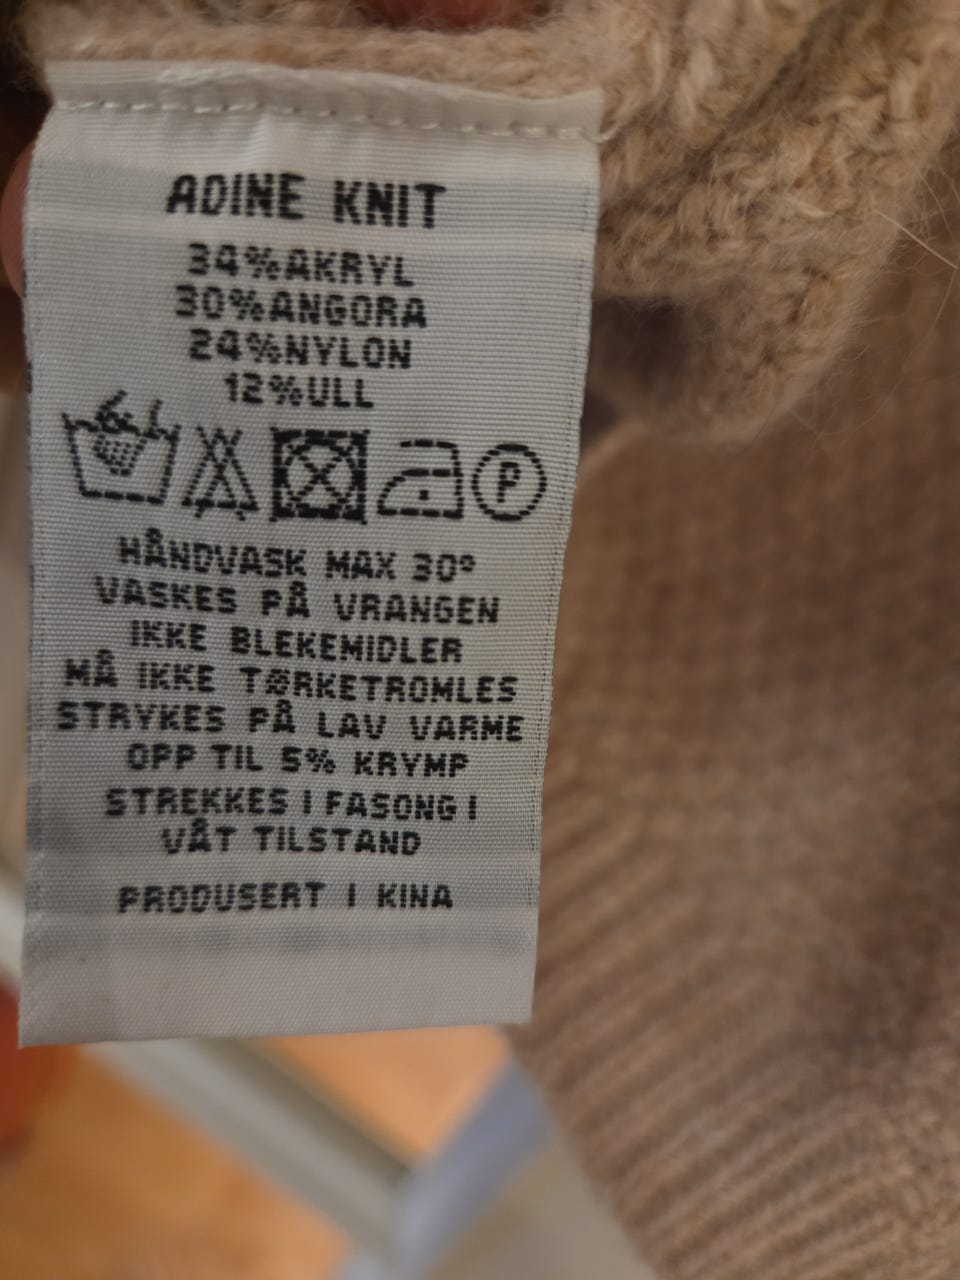 ADINE KNIT
34%AKRYL
30%ANGORA
24%NYLON
12%ULL
P
HÅNDVASK MAX 30°
VASKES PÅ VRANGEN
IKKE BLEKEMIDLER
MÅ IKKE TØRKETROMLES
STRYKES PÅ LAV VARME
OPP TIL 5% KRYMP
STREKKES I FASONG I
VÅT TILSTAND
PRODUSERT I KINA